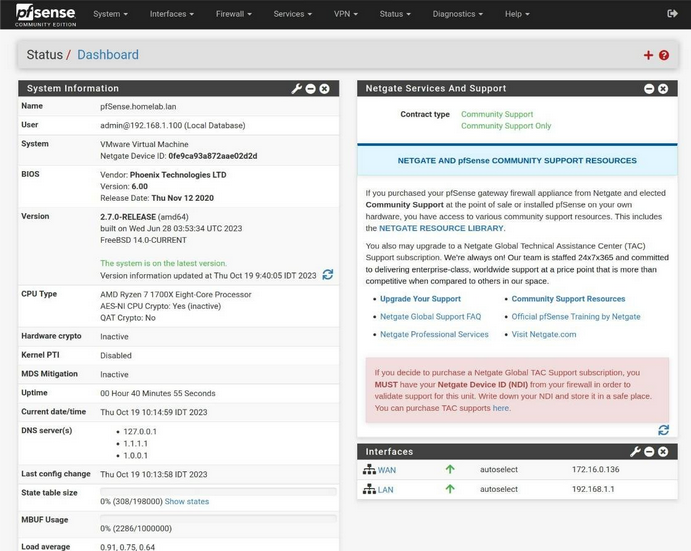 pfsense
COMMUNITY EDITION
System Interfaces Firewall Services VPN Status Diagnostics Help
Status / Dashboard
System Information
Name pfSense.homelab.lan
User admin@192.168.1.100 (Local Database)
System VMware Virtual Machine
Netgate Device ID: 0fe9ca93a872aae02d2d
BIOS Vendor: Phoenix Technologies LTD
Version: 6.00
Release Date: Thu Nov 12 2020
Version 2.7.0-RELEASE (amd64)
built on Wed Jun 28 03:53:34 UTC 2023
FreeBSD 14.0-CURRENT
The system is on the latest version.
Version information updated at Thu Oct 19 9:40:05 IDT 2023
CPU Type AMD Ryzen 7 1700X Eight-Core Processor
AES-NI CPU Crypto: Yes (inactive)
QAT Crypto: No
Hardware crypto Inactive
Kernel PTI Disabled
MDS Mitigation Inactive
Uptime 00 Hour 40 Minutes 55 Seconds
Current date/time Thu Oct 19 10:14:59 IDT 2023
DNS server(s)
• 127.0.0.1
• 1.1.1.1
• 1.0.0.1
Last config change Thu Oct 19 10:13:58 IDT 2023
State table size
0% (308/198000) Show states
MBUF Usage
0% (2286/1000000)
Load average 0.91, 0.75, 0.64
Netgate Services And Support
Contract type Community Support
Community Support Only
NETGATE AND pfSense COMMUNITY SUPPORT RESOURCES
If you purchased your pfSense gateway firewall appliance from Netgate and elected
Community Support at the point of sale or installed pfSense on your own
hardware, you have access to various community support resources. This includes
the NETGATE RESOURCE LIBRARY.
You also may upgrade to a Netgate Global Technical Assistance Center (TAC)
Support subscription. We're always on! Our team is staffed 24x7x365 and committed
to delivering enterprise-class, worldwide support at a price point that is more than
competitive when compared to others in our space.
• Upgrade Your Support • Community Support Resources
• Netgate Global Support FAQ • Official pfSense Training by Netgate
• Netgate Professional Services • Visit Netgate.com
If you decide to purchase a Netgate Global TAC Support subscription, you
MUST have your Netgate Device ID (NDI) from your firewall in order to
validate support for this unit. Write down your NDI and store it in a safe place.
You can purchase TAC supports here.
Interfaces
WAN autoselect 172.16.0.136
LAN autoselect 192.168.1.1